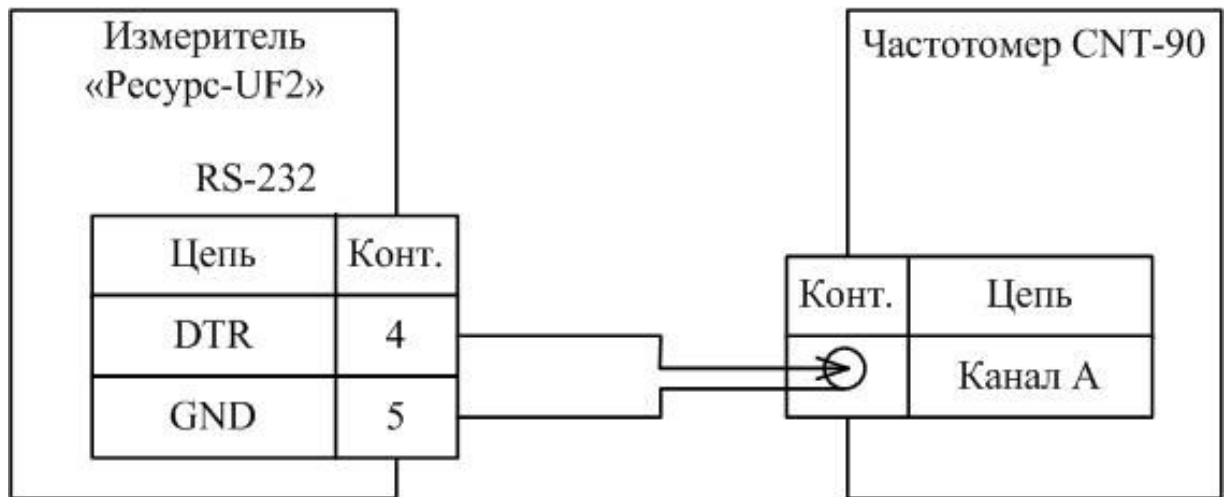 Измеритель
«Ресурс-UF2»
RS-232
Цепь Конт.
DTR 4
GND 5
Частотомер CNT-90
Конт. Цепь
Канал А